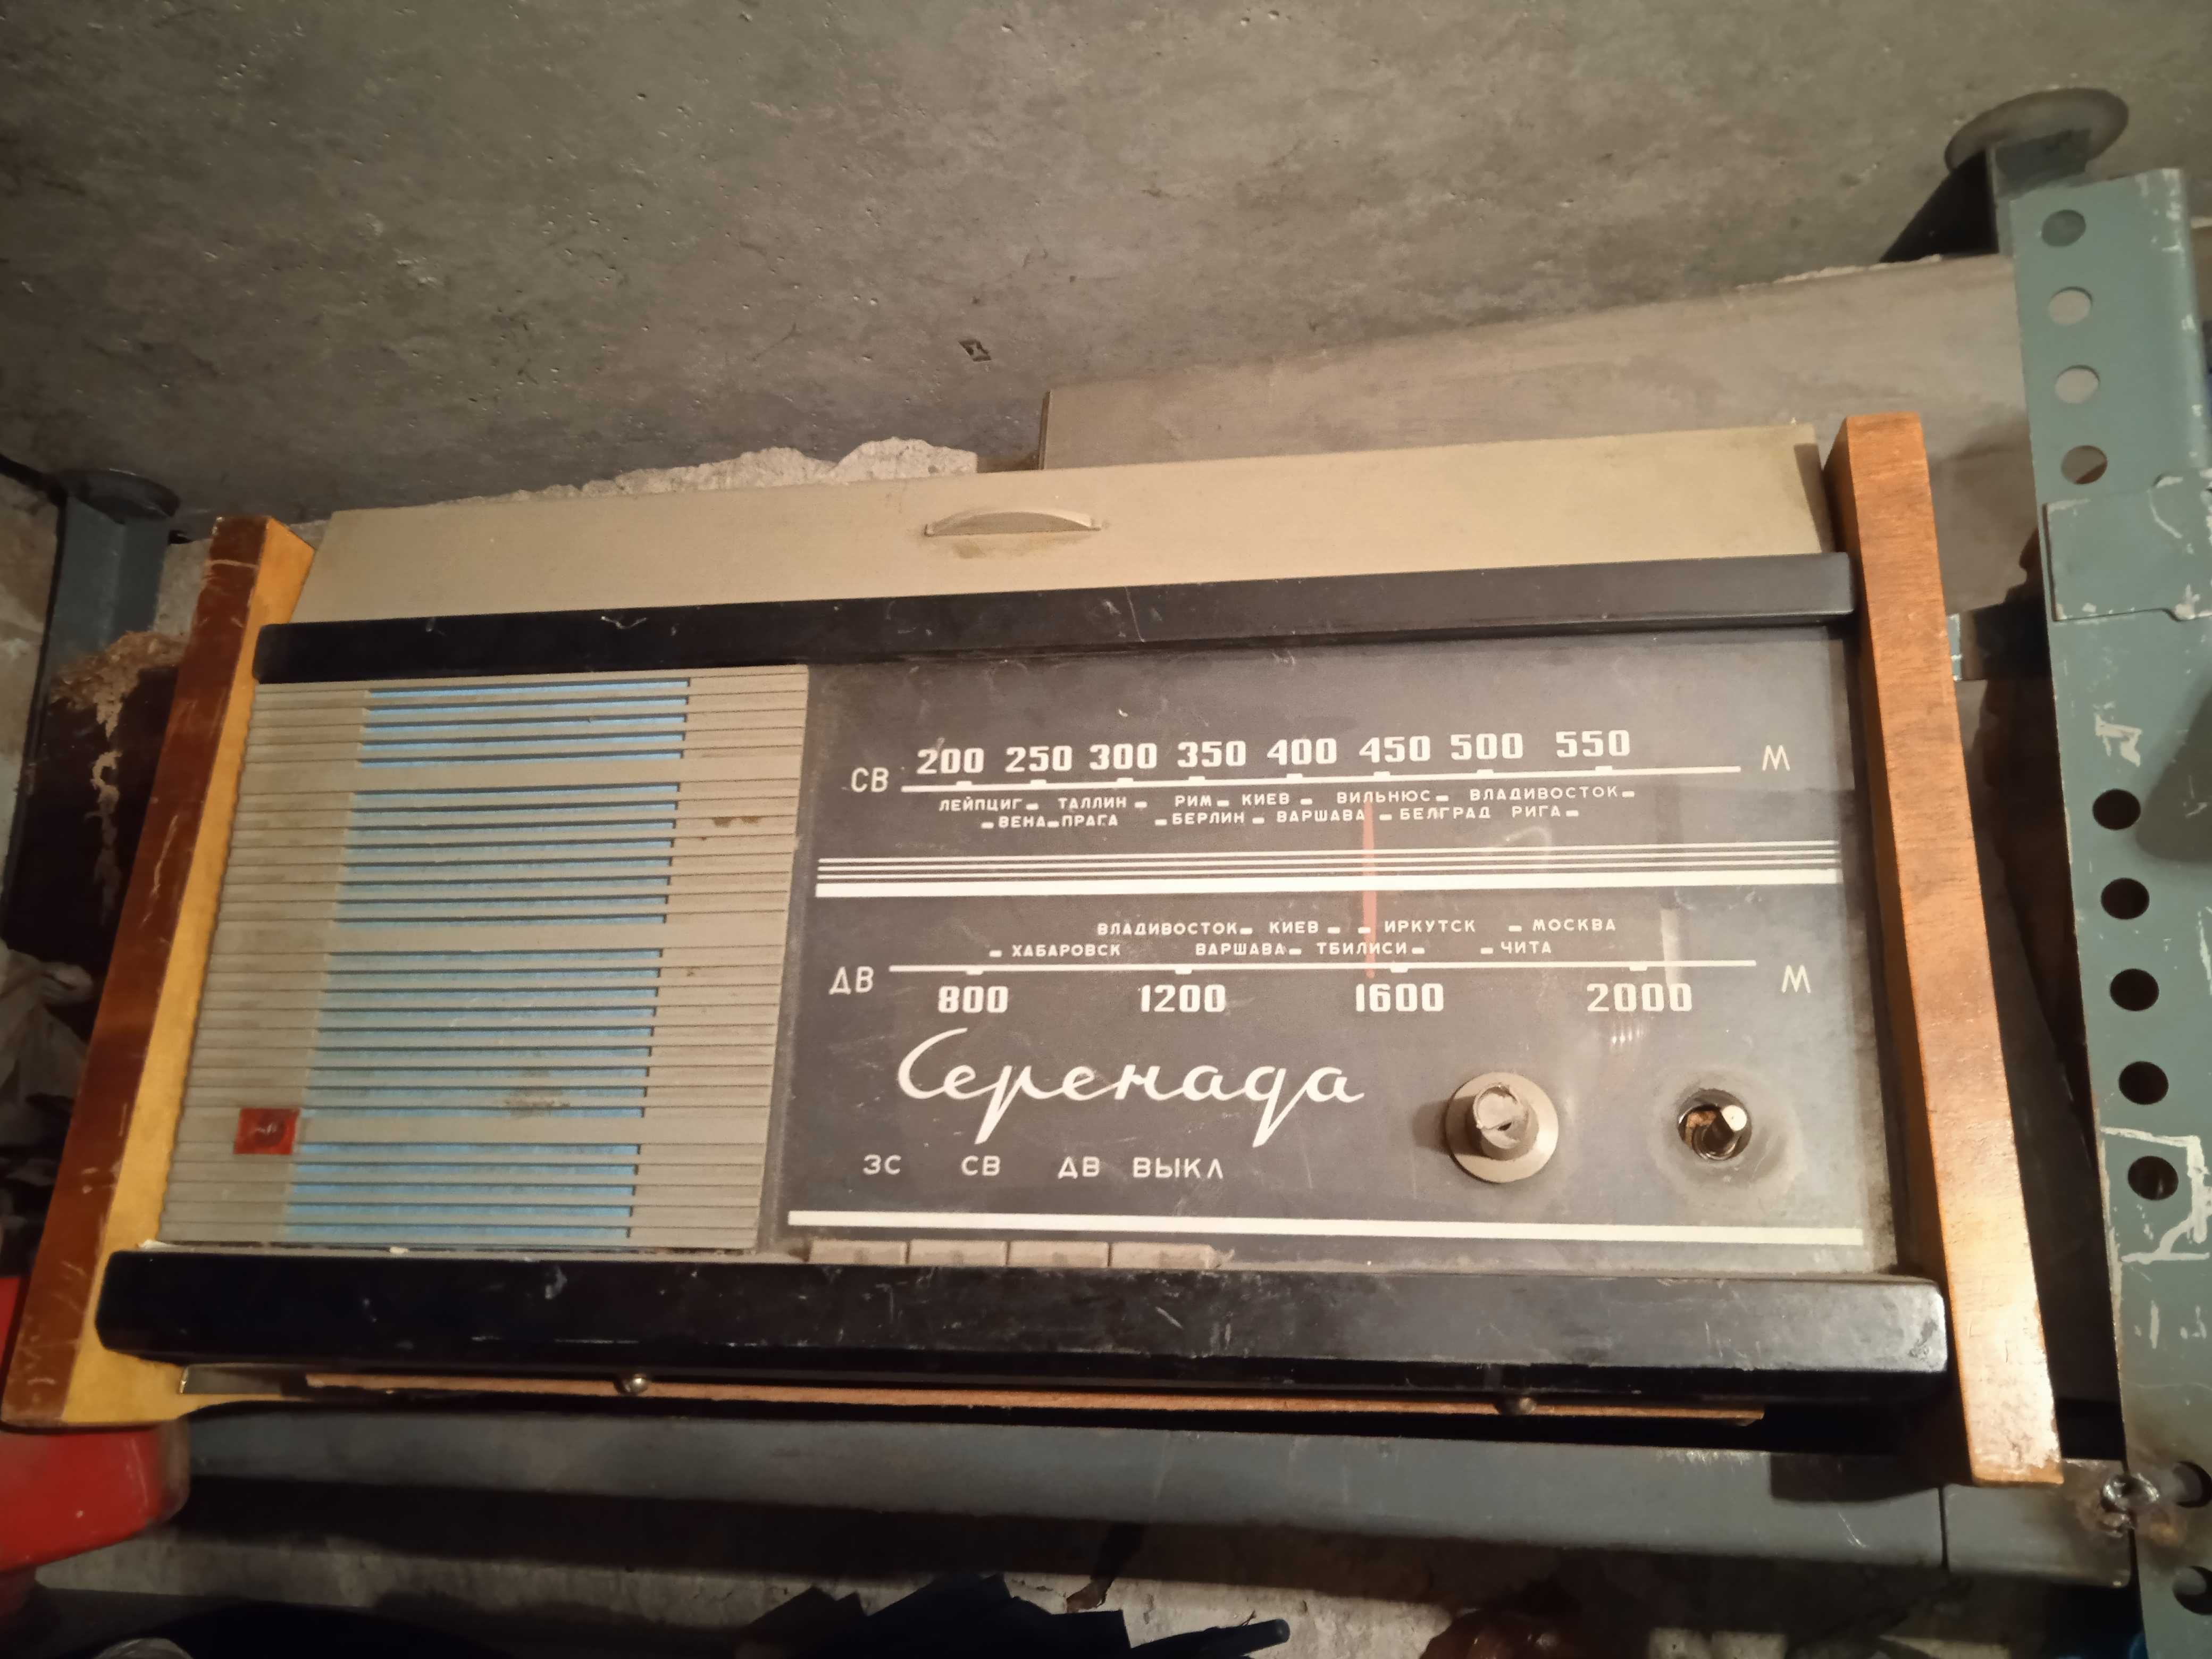 200 250 300 350 400 450 500 550
СВ М
ЛЕЙПЦИГ ТАЛЛИН РИМ КИЕВ ВИЛЬНЮС ВЛАДИВОСТОК
ВЕНА ПРАГА БЕРЛИН ВАРШАВА БЕЛГРАД РИГА
ВЛАДИВОСТОК КИЕВ ИРКУТСК МОСКВА
ХАБАРОВСК ВАРШАВА ТБИЛИСИ ЧИТА
ДВ М
800 1200 1600 2000
Серенада
ЗС СВ ДВ ВЫКЛ